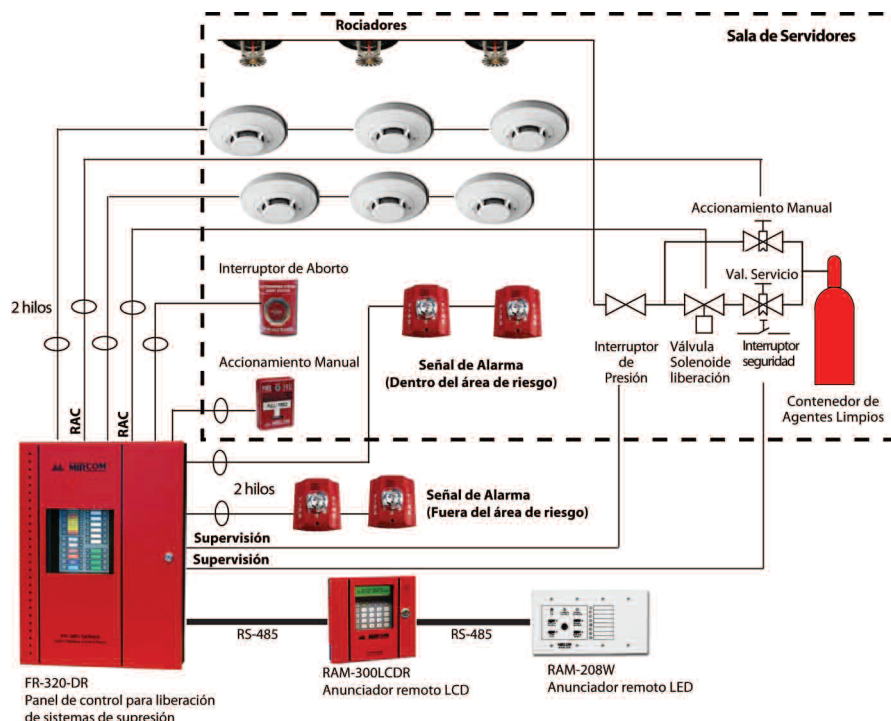 Rociadores
Sala de Servidores
Accionamiento Manual
Interruptor de Aborto
Val. Servicio
2 hilos
Señal de Alarma
(Dentro del área de riesgo)
Interruptor
de
Presión
Válvula
Solenoide
liberación
Interruptor
seguridad
Accionamiento Manual
Contenedor de
Agentes Limpios
RAC
RAC
MIRCOM
2 hilos
Señal de Alarma
(Fuera del área de riesgo)
Supervisión
Supervisión
RS-485
RS-485
FR-320-DR
Panel de control para liberación
de sistemas de supresión
RAM-300LCDR
Anunciador remoto LCD
RAM-208W
Anunciador remoto LED